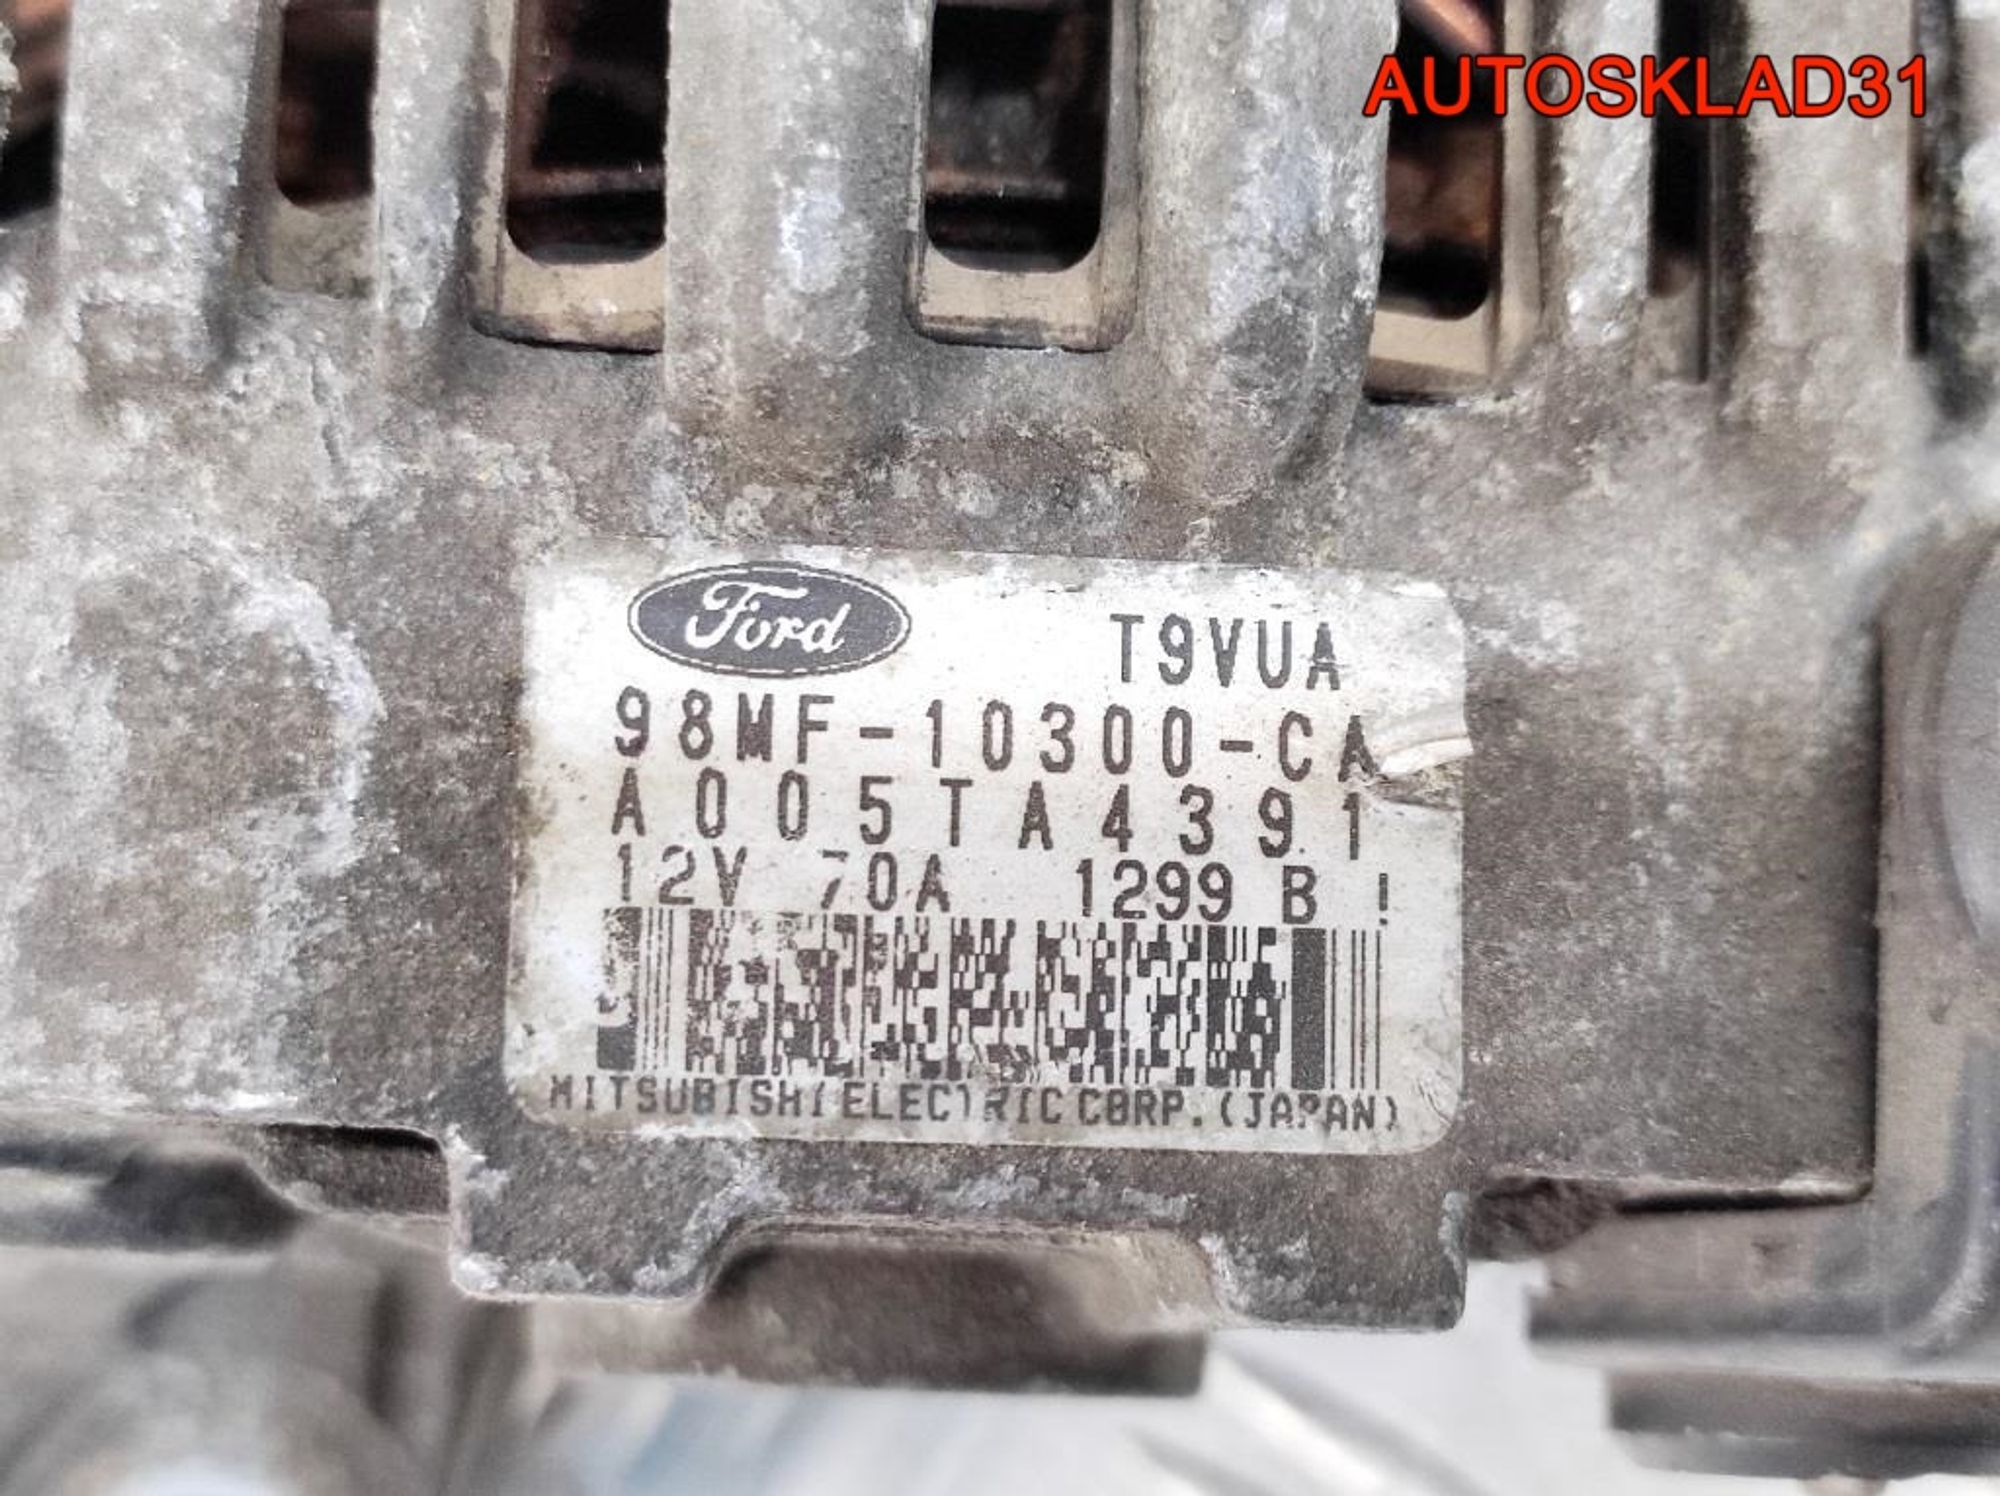 AUTOSKLAD31
Ford T9VUA
98MF-10300-CA
A005TA4391
12V 70A 1299 B !
MITSUBISHI ELECTRIC CORP. (JAPAN)